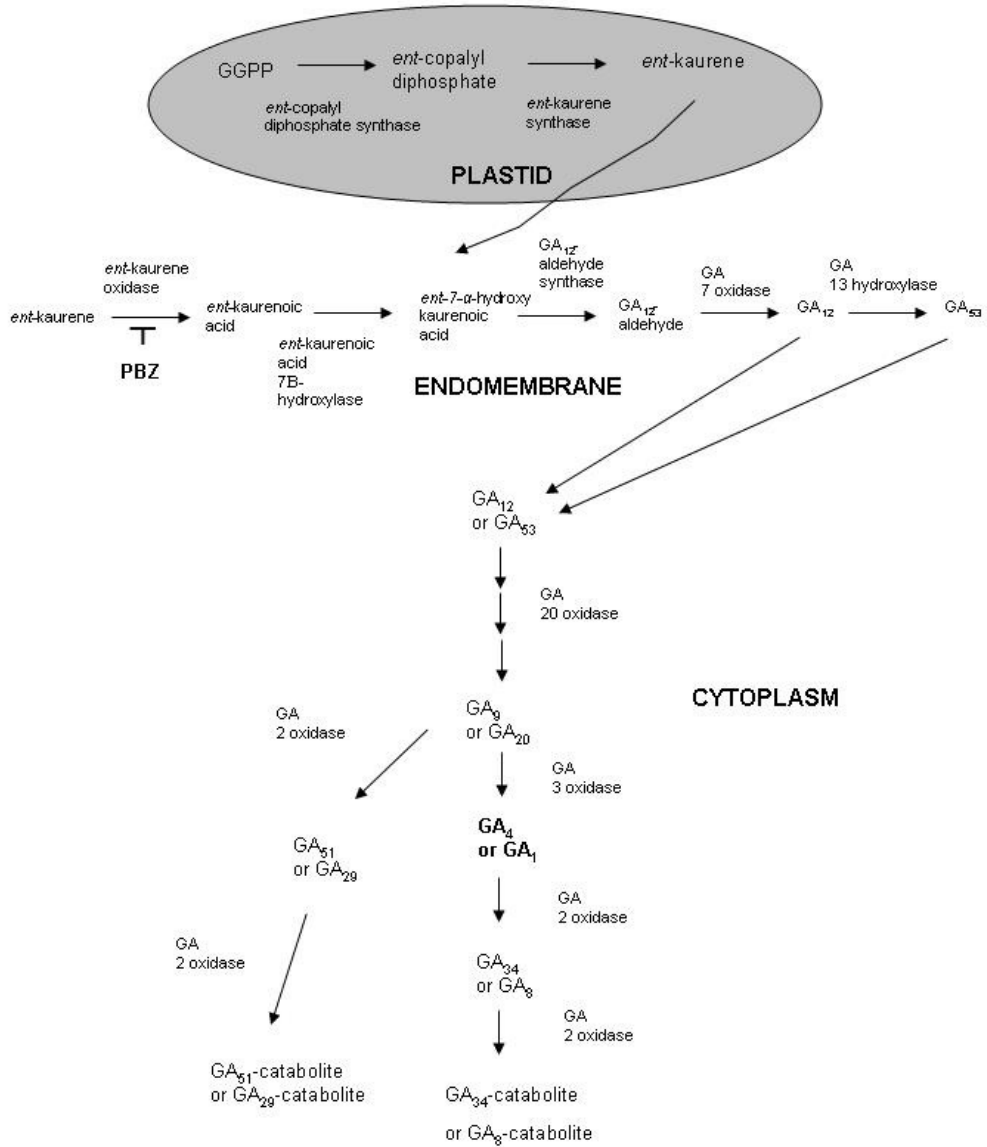 GGPP
ent-copalyl
diphosphate
ent-kaurene
ent-copalyl
diphosphate synthase
ent-kaurene
synthase
PLASTID
ent-kaurene
ent-kaurene
oxidase
PBZ
ent-kaurenoic
acid
ent-kaurenoic
acid
7B-
hydroxylase
ent-7-α-hydroxy
kaurenoic
acid
GA12-
aldehyde
synthase
GA12-
aldehyde
GA
7 oxidase
GA12
GA
13 hydroxylase
GA53
ENDOMEMBRANE
GA12
or GA53
GA
20 oxidase
CYTOPLASM
GA9
or GA20
GA
2 oxidase
GA
3 oxidase
GA4
or GA1
GA51
or GA29
GA
2 oxidase
GA
2 oxidase
GA34
or GA8
GA
2 oxidase
GA51-catabolite
or GA29-catabolite
GA34-catabolite
or GA8-catabolite